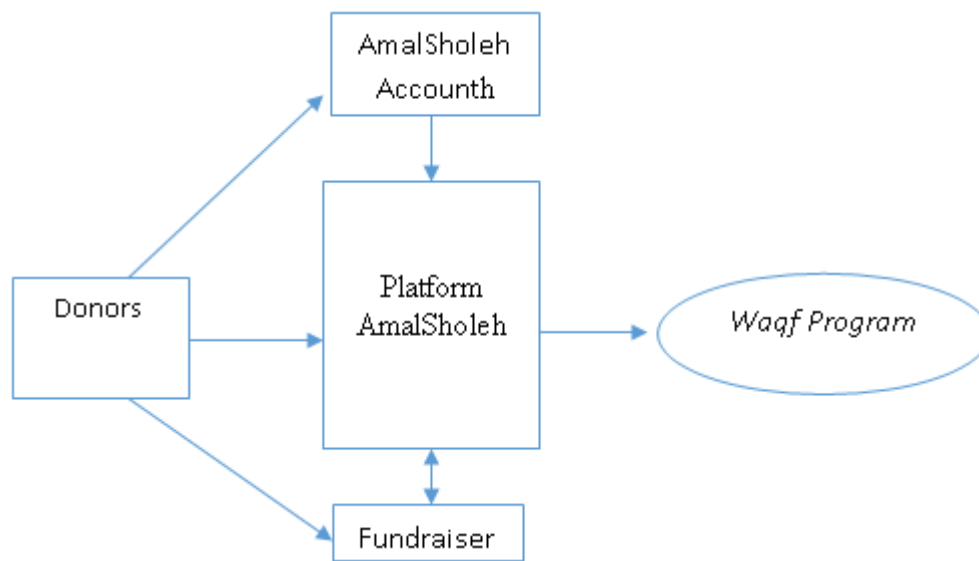 AmalSholeh
Accounth
Donors
Platform
AmalSholeh
Waqf Program
Fundraiser